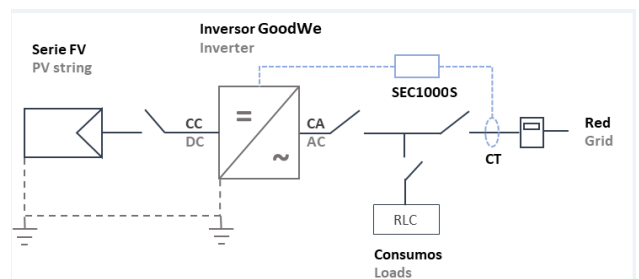 Inversor GoodWe
Inverter
Serie FV
PV string
SEC1000S
CC
DC
=
~
CA
AC
CT
Red
Grid
RLC
Consumos
Loads